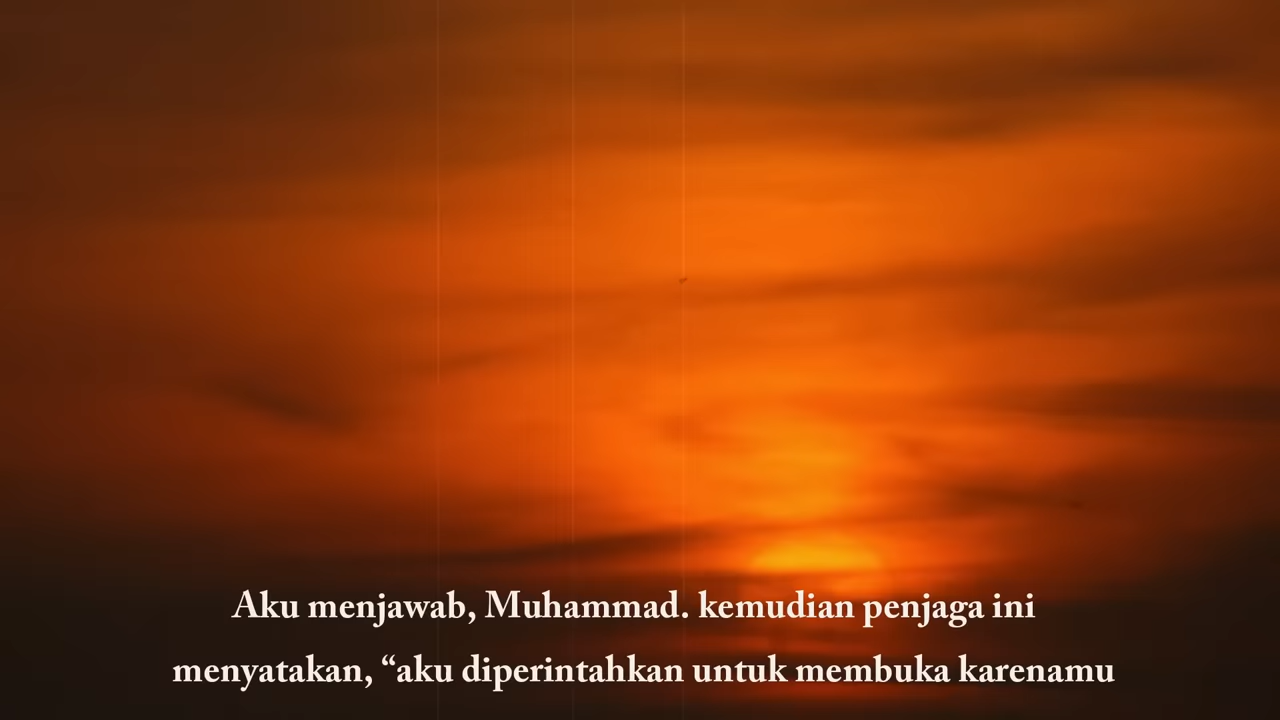 Aku menjawab, Muhammad. kemudian penjaga ini
menyatakan, “aku diperintahkan untuk membuka karenamu